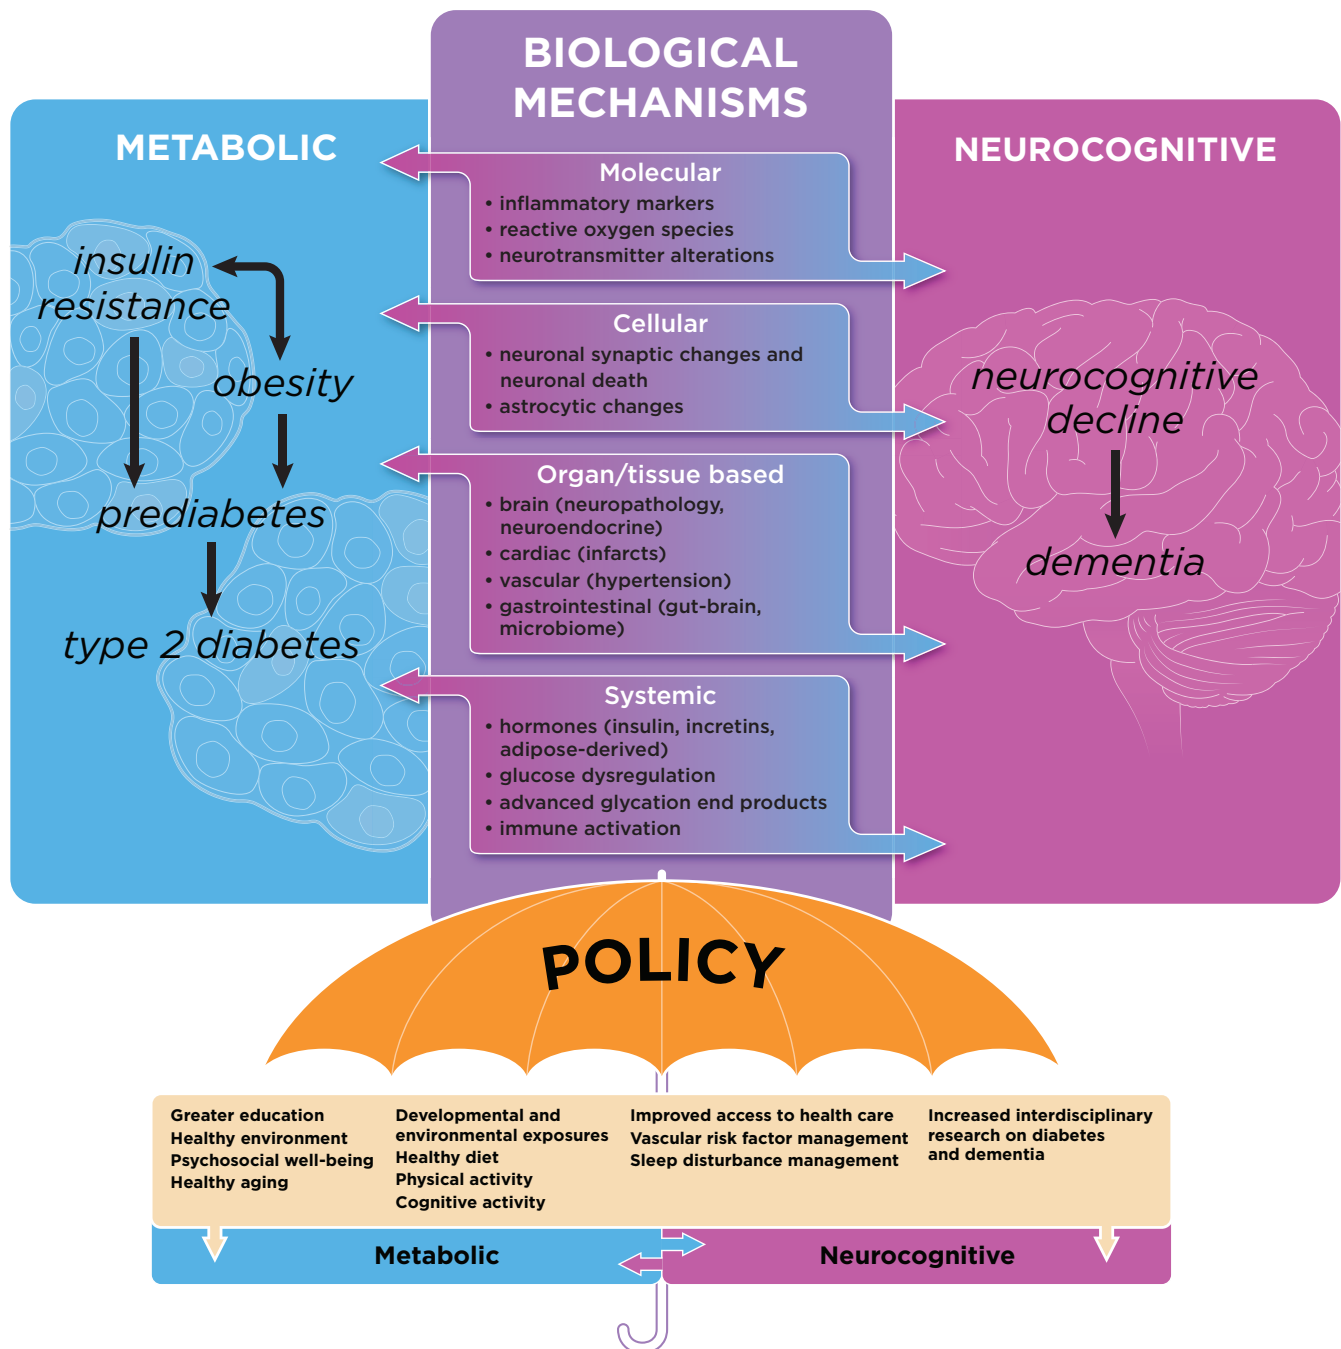 BIOLOGICAL
MECHANISMS
METABOLIC
NEUROCOGNITIVE
insulin
resistance
obesity
prediabetes
type 2 diabetes
Molecular
• inflammatory markers
• reactive oxygen species
• neurotransmitter alterations
Cellular
• neuronal synaptic changes and
neuronal death
• astrocytic changes
Organ/tissue based
• brain (neuropathology,
neuroendocrine)
• cardiac (infarcts)
• vascular (hypertension)
• gastrointestinal (gut-brain,
microbiome)
Systemic
• hormones (insulin, incretins,
adipose-derived)
• glucose dysregulation
• advanced glycation end products
• immune activation
neurocognitive
decline
dementia
POLICY
Greater education
Healthy environment
Psychosocial well-being
Healthy aging
Developmental and
environmental exposures
Healthy diet
Physical activity
Cognitive activity
Improved access to health care
Vascular risk factor management
Sleep disturbance management
Increased interdisciplinary
research on diabetes
and dementia
Metabolic
Neurocognitive